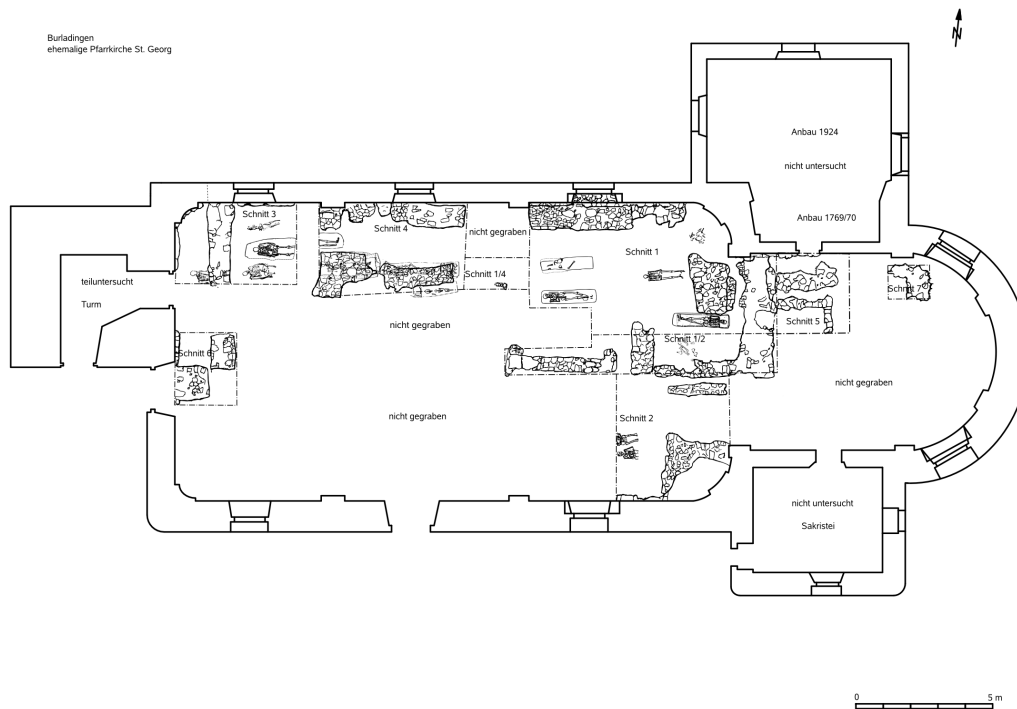 Burladingen
ehemalige Pfarrkirche St. Georg
N
Anbau 1924
nicht untersucht
Anbau 1769/70
Schnitt 3
Schnitt 4
nicht gegraben
Schnitt 1
Schnitt 1/4
teiluntersucht
Turm
Schnitt 7
nicht gegraben
Schnitt 5
Schnitt 1/2
Schnitt 6
nicht gegraben
nicht gegraben
Schnitt 2
nicht untersucht
Sakristei
0 5 m